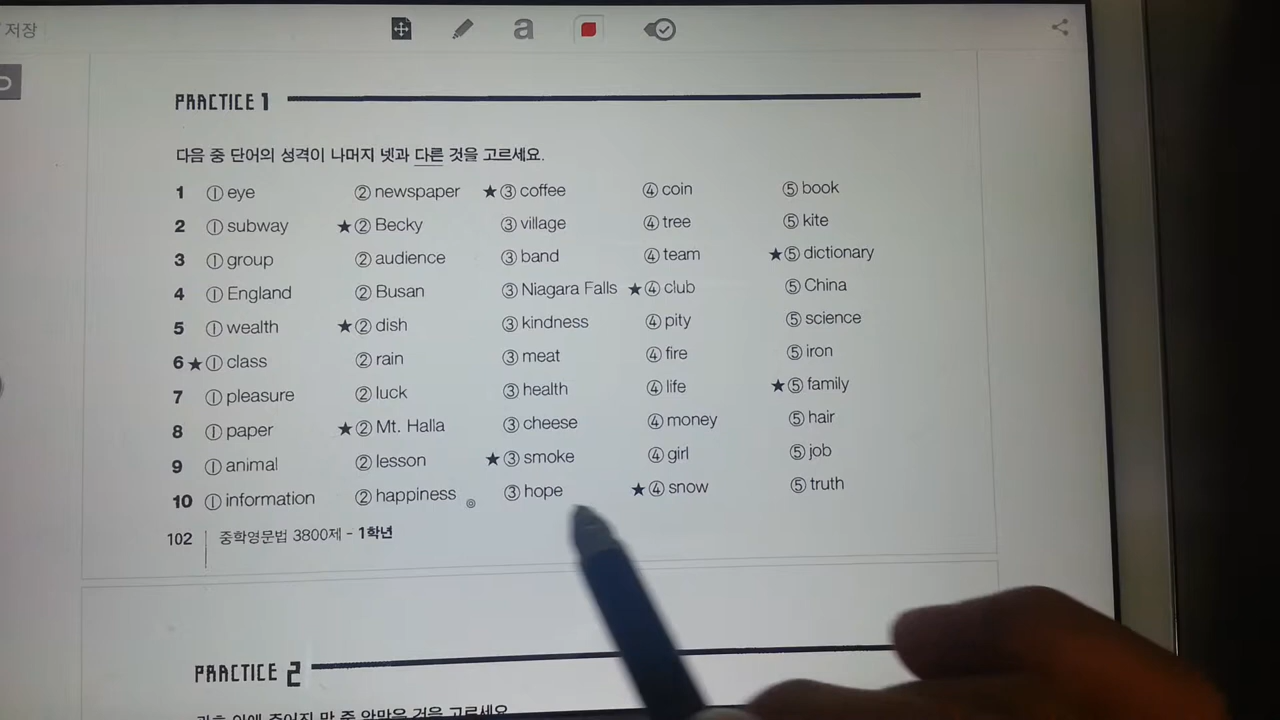 저장
a
PRACTICE 1
다음 중 단어의 성격이 나머지 넷과 다른 것을 고르세요.
1 ① eye ② newspaper ★③ coffee ④ coin ⑤ book
2 ① subway ★② Becky ③ village ④ tree ⑤ kite
3 ① group ② audience ③ band ④ team ★⑤ dictionary
4 ① England ② Busan ③ Niagara Falls ★④ club ⑤ China
5 ① wealth ★② dish ③ kindness ④ pity ⑤ science
6 ★① class ② rain ③ meat ④ fire ⑤ iron
7 ① pleasure ② luck ③ health ④ life ★⑤ family
8 ① paper ★② Mt. Halla ③ cheese ④ money ⑤ hair
9 ① animal ② lesson ★③ smoke ④ girl ⑤ job
10 ① information ② happiness ③ hope ★④ snow ⑤ truth
102 중학영문법 3800제 - 1학년
PRACTICE 2
고르세요